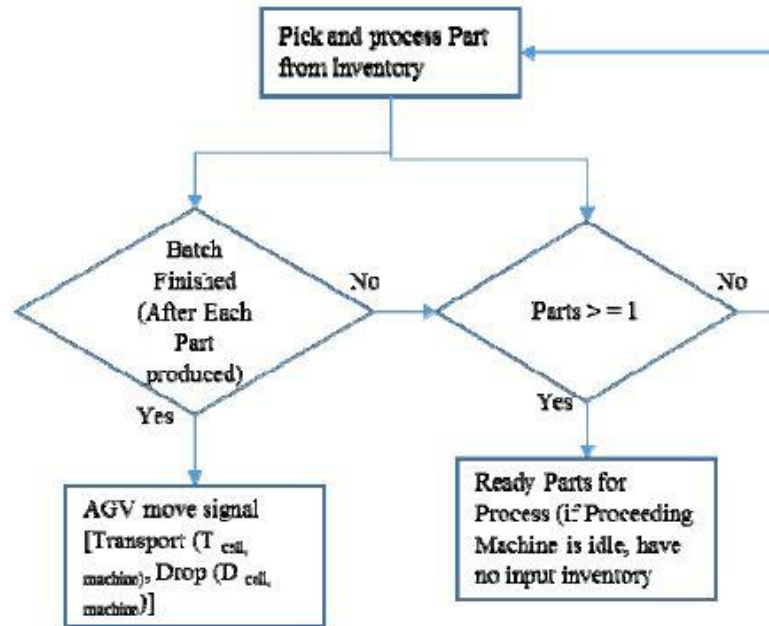 Pick and process Part
from Inventory
Batch
Finished
(After Each
Part
produced)
No
Yes
Parts > = 1
No
Yes
AGV move signal
[Transport (T cell,
machine), Drop (D cell,
machine)]
Ready Parts for
Process (if Proceeding
Machine is idle, have
no input inventory